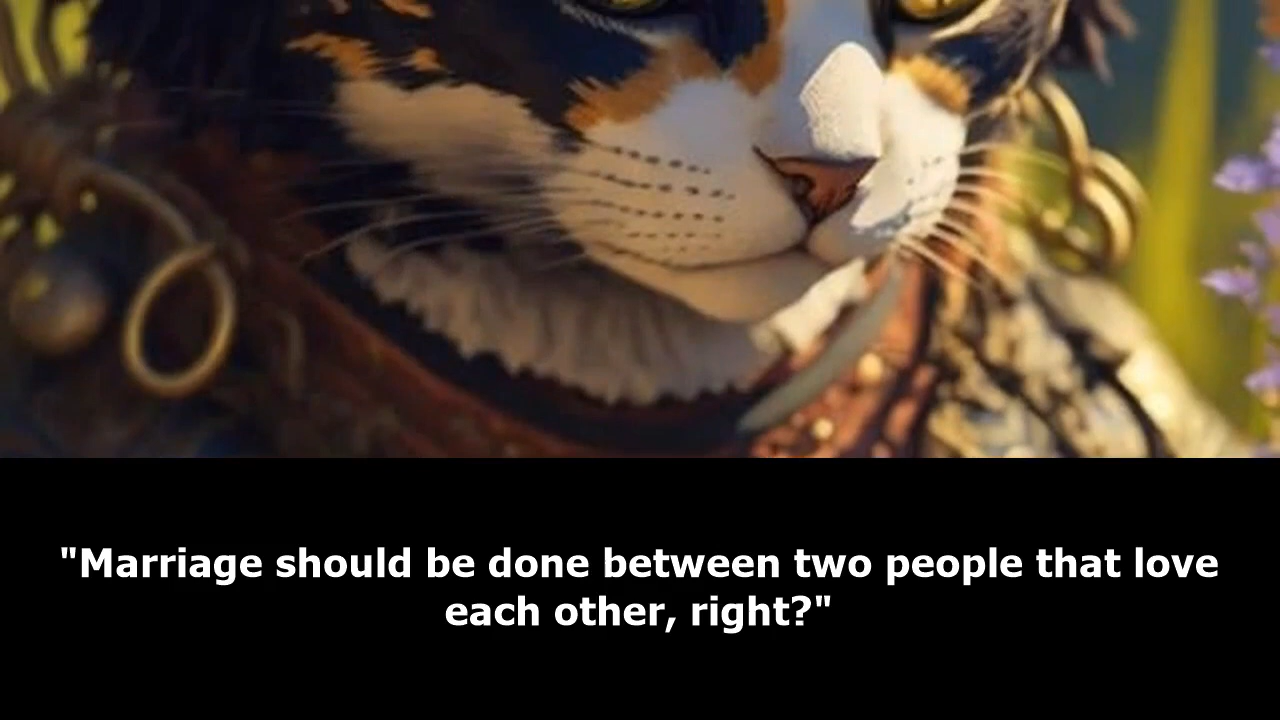 "Marriage should be done between two people that love
each other, right?"